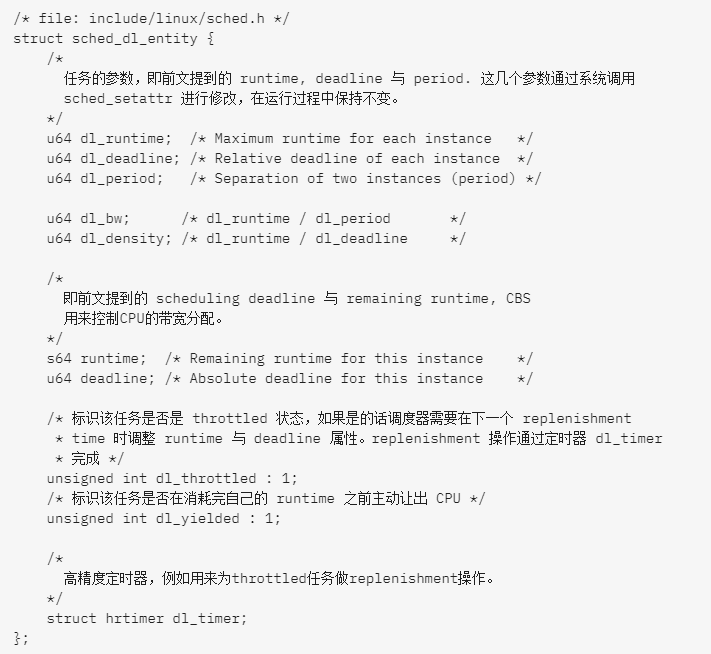 /* file: include/linux/sched.h */
struct sched_dl_entity {
    /*
      任务的参数，即前文提到的 runtime, deadline 与 period. 这几个参数通过系统调用
      sched_setattr 进行修改，在运行过程中保持不变。
    */
    u64 dl_runtime;  /* Maximum runtime for each instance   */
    u64 dl_deadline; /* Relative deadline of each instance  */
    u64 dl_period;   /* Separation of two instances (period) */

    u64 dl_bw;      /* dl_runtime / dl_period       */
    u64 dl_density; /* dl_runtime / dl_deadline     */

    /*
      即前文提到的 scheduling deadline 与 remaining runtime, CBS
      用来控制CPU的带宽分配。
    */
    s64 runtime;  /* Remaining runtime for this instance    */
    u64 deadline; /* Absolute deadline for this instance    */

    /* 标识该任务是否是 throttled 状态，如果是的话调度器需要在下一个 replenishment
     * time 时调整 runtime 与 deadline 属性。replenishment 操作通过定时器 dl_timer
     * 完成 */
    unsigned int dl_throttled : 1;
    /* 标识该任务是否在消耗完自己的 runtime 之前主动让出 CPU */
    unsigned int dl_yielded : 1;

    /*
      高精度定时器，例如用来为throttled任务做replenishment操作。
    */
    struct hrtimer dl_timer;
};